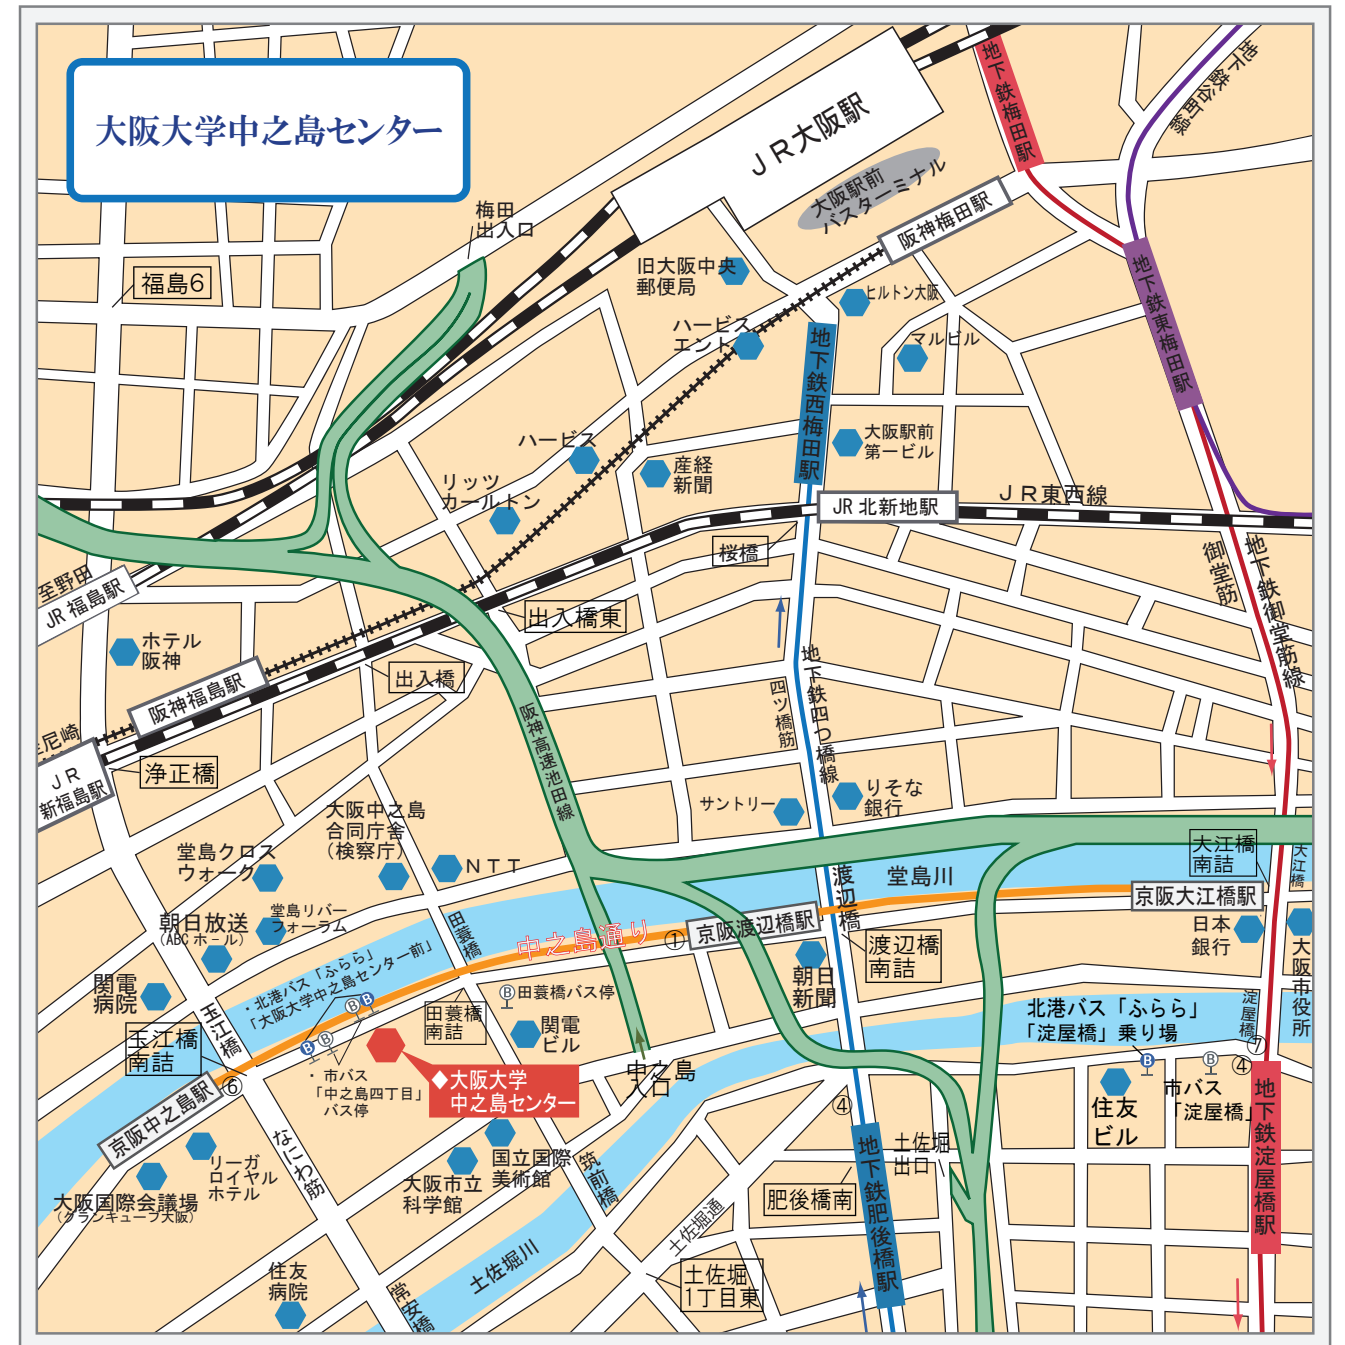 大阪大学中之島センター
ＪＲ大阪駅
地下鉄梅田駅
地下鉄谷町線
大阪駅前
バスターミナル
阪神梅田駅
梅田
出入口
福島6
旧大阪中央
郵便局
ヒルトン大阪
ハービス
エント
マルビル
地下鉄東梅田駅
地下鉄西梅田駅
大阪駅前
第一ビル
ハービス
産経
新聞
リッツ
カールトン
JR 北新地駅
ＪＲ東西線
桜橋
御堂筋
地下鉄御堂筋線
至野田
JR 福島駅
出入橋東
ホテル
阪神
出入橋
阪神福島駅
阪神高速池田線
四ツ橋筋
地下鉄四つ橋線
尼崎
ＪＲ
新福島駅
浄正橋
サントリー
りそな
銀行
大阪中之島
合同庁舎
（検察庁）
堂島クロス
ウォーク
ＮＴＴ
大江橋
南詰
大江橋
渡辺橋
堂島川
京阪大江橋駅
堂島リバー
フォーラム
朝日放送
（ABC ホール）
田蓑橋
中之島通り
①
京阪渡辺橋駅
渡辺橋
南詰
日本
銀行
大阪市役所
関電
病院
・北港バス「ふらら」
「大阪大学中之島センター前」
B
B
B
B
玉江橋
玉江橋
南詰
田蓑橋
南詰
B田蓑橋バス停
関電
ビル
朝日
新聞
北港バス「ふらら」
「淀屋橋」乗り場
淀屋橋
⑦
④
B
B
市バス
「淀屋橋」
住友
ビル
⑥
京阪中之島駅
・市バス
「中之島四丁目」
バス停
◆大阪大学
中之島センター
中之島
入口
④
地下鉄肥後橋駅
土佐堀
出口
地下鉄淀屋橋駅
リーガ
ロイヤル
ホテル
なにわ筋
大阪国際会議場
（グランキューブ大阪）
国立国際
美術館
大阪市立
科学館
筑前橋
肥後橋南
土佐堀通
土佐堀川
土佐堀
1丁目東
住友
病院
常安橋